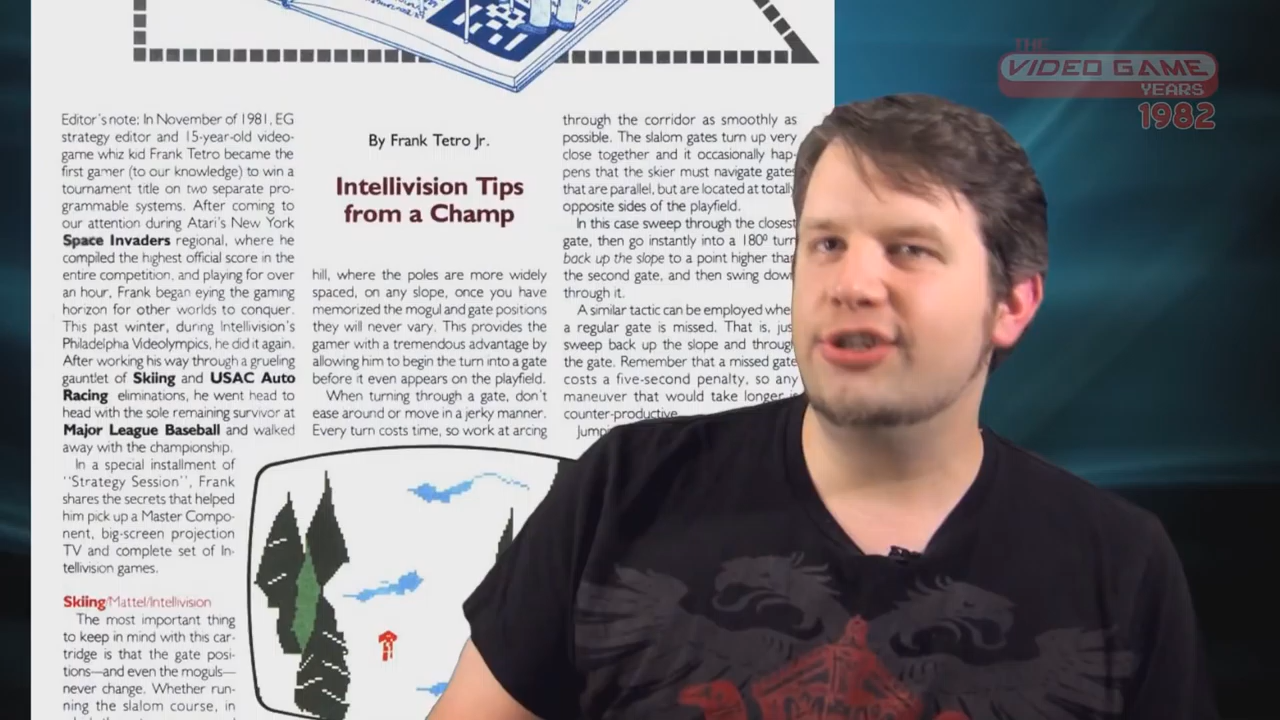 Editor's note: In November of 1981, EG
strategy editor and 15-year-old video-
game whiz kid Frank Tetro became the
first gamer (to our knowledge) to win a
tournament title on two separate pro-
grammable systems. After coming to
our attention during Atari's New York
Space Invaders regional, where he
compiled the highest official score in the
entire competition, and playing for over
an hour, Frank began eying the gaming
horizon for other worlds to conquer.
This past winter, during Intellivision's
Philadelphia Videolympics, he did it again.
After working his way through a grueling
gauntlet of Skiing and USAC Auto
Racing eliminations, he went head to
head with the sole remaining survivor at
Major League Baseball and walked
away with the championship.
In a special installment of
"Strategy Session", Frank
shares the secrets that helped
him pick up a Master Compo-
nent, big-screen projection
TV and complete set of In-
tellivision games.
Skiing/Mattel/Intellivision
The most important thing
to keep in mind with this car-
tridge is that the gate posi-
tions—and even the moguls—
never change. Whether run-
ning the slalom course, in
By Frank Tetro Jr.
Intellivision Tips
from a Champ
hill, where the poles are more widely
spaced, on any slope, once you have
memorized the mogul and gate positions
they will never vary. This provides the
gamer with a tremendous advantage by
allowing him to begin the turn into a gate
before it even appears on the playfield.
When turning through a gate, don't
ease around or move in a jerky manner.
Every turn costs time, so work at arcing
through the corridor as smoothly as
possible. The slalom gates turn up very
close together and it occasionally hap-
pens that the skier must navigate gates
that are parallel, but are located at totally
opposite sides of the playfield.
In this case sweep through the closest
gate, then go instantly into a 180° turn
back up the slope to a point higher than
the second gate, and then swing down
through it.
A similar tactic can be employed when
a regular gate is missed. That is, just
sweep back up the slope and through
the gate. Remember that a missed gate
costs a five-second penalty, so any
maneuver that would take longer is
counter-productive.
THE
VIDEO GAME
YEARS
1982